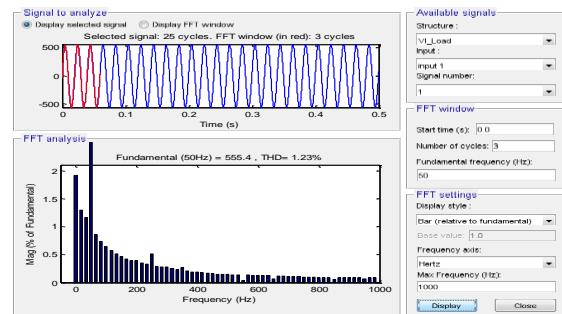 Signal to analyze
Display selected signal Display FFT window
Selected signal: 25 cycles. FFT window (in red): 3 cycles
500
0
-500
0 0.1 0.2 0.3 0.4 0.5
Time (s)
FFT analysis
Fundamental (50Hz) = 555.4 , THD= 1.23%
2
1.5
1
0.5
0
Mag (% of Fundamental)
0 200 400 600 800 1000
Frequency (Hz)
Available signals
Structure :
VI_Load
Input :
input 1
Signal number:
1
FFT window
Start time (s): 0.0
Number of cycles: 3
Fundamental frequency (Hz):
50
FFT settings
Display style :
Bar (relative to fundamental)
Base value: 1.0
Frequency axis:
Hertz
Max Frequency (Hz):
1000
Display Close